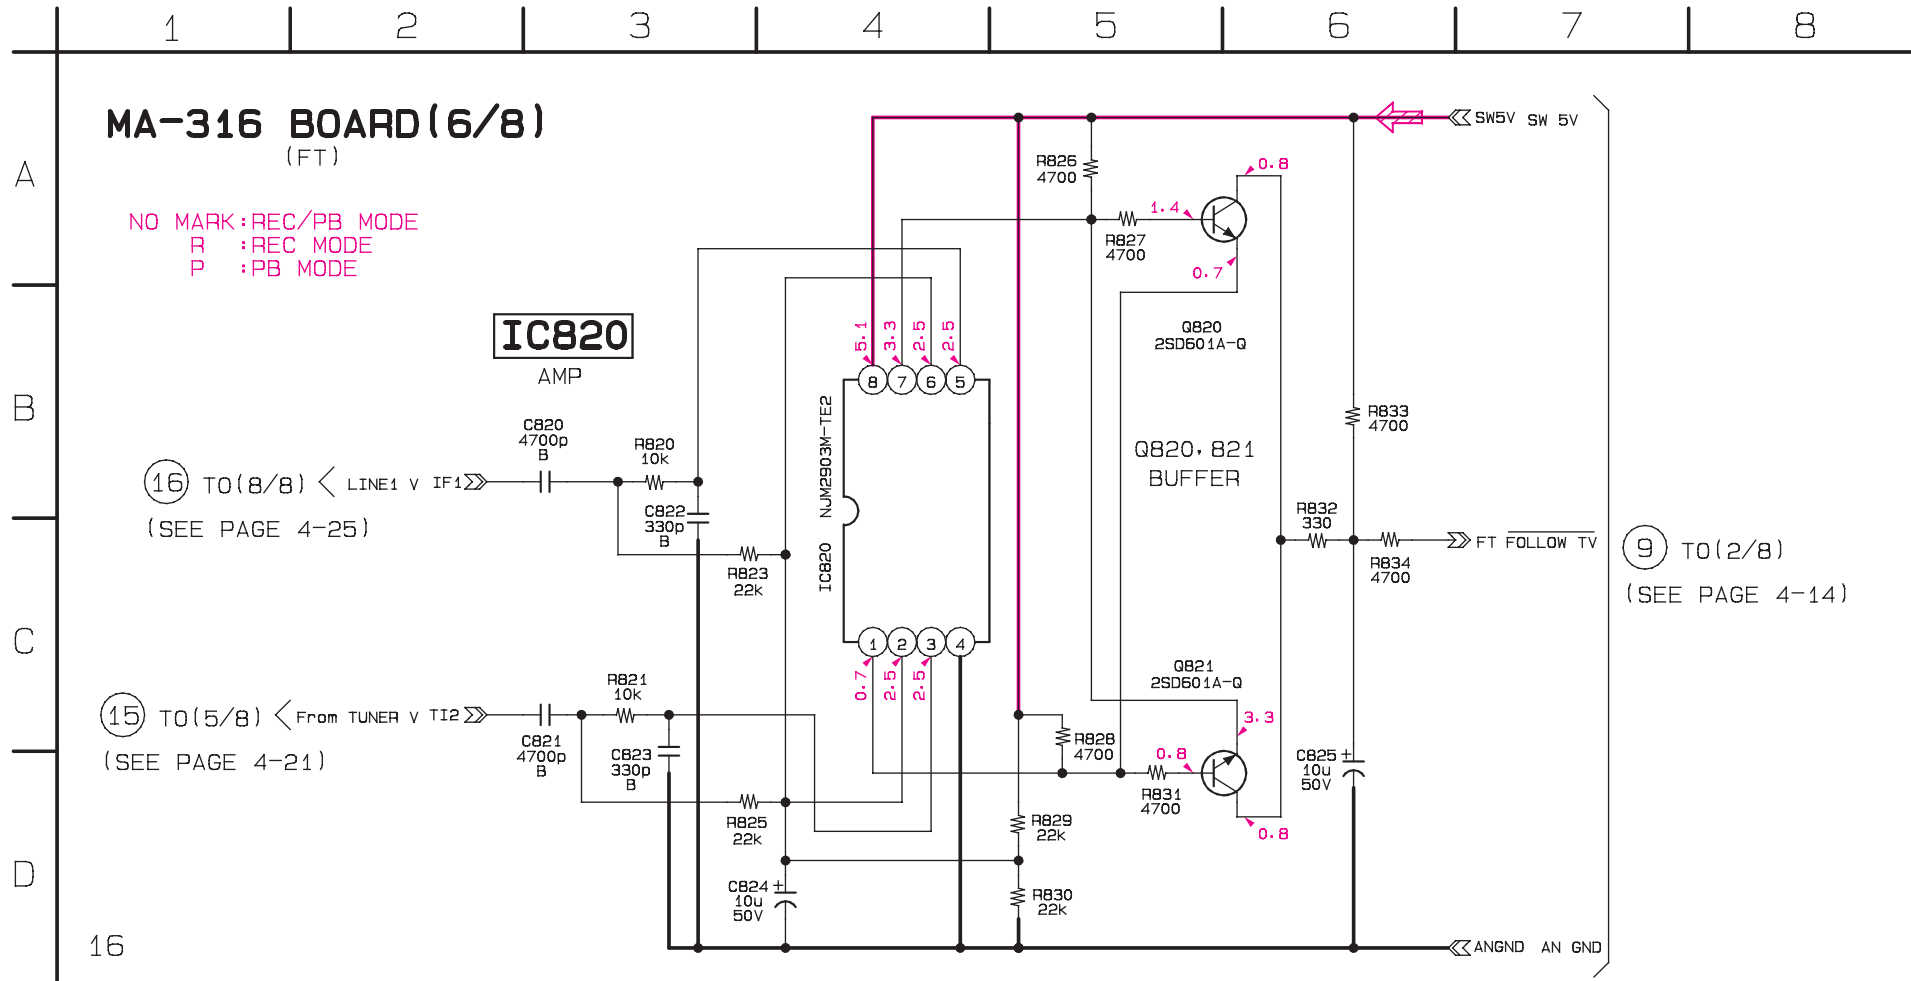 1 2 3 4 5 6 7 8
A
B
C
D
MA-316 BOARD(6/8)
(FT)
NO MARK:REC/PB MODE
R :REC MODE
P :PB MODE
IC820
AMP
C820
4700p
B
R820
10k
16 TO(8/8) LINE1 V IF1
(SEE PAGE 4-25)
C822
330p
B
R823
22k
R821
10k
15 TO(5/8) From TUNER V TI2
(SEE PAGE 4-21)
C821
4700p
B
C823
330p
B
R825
22k
C824 +
10u
50V
16
5.1 3.3 2.5 2.5
8 7 6 5
NJM2903M-TE2
IC820
1 2 3 4
0.7 2.5 2.5
R826
4700
1.4
R827
4700
0.8
0.7
Q820
2SD601A-Q
Q820,821
BUFFER
Q821
2SD601A-Q
3.3
0.8
0.8
R828
4700
R831
4700
R829
22k
R830
22k
R832
330
R833
4700
R834
4700
C825 +
10u
50V
SW5V SW 5V
FT FOLLOW TV
9 TO(2/8)
(SEE PAGE 4-14)
ANGND AN GND